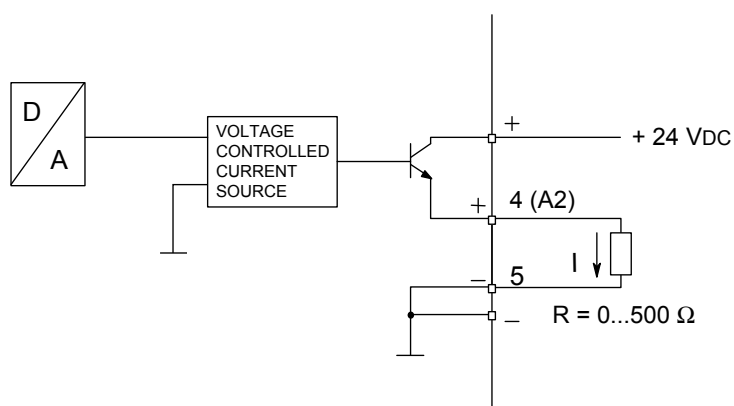 D
A
VOLTAGE
CONTROLLED
CURRENT
SOURCE
+
+ 24 VDC
+
4 (A2)
I
–
5
–
R = 0...500 Ω